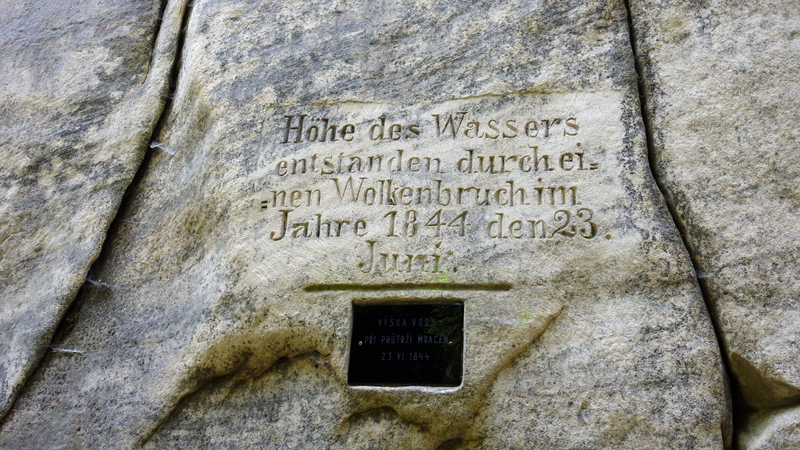 Höhe des Wassers
entstanden durch ei=
=nen Wolkenbruch im
Jahre 1844 den 23.
Juni.
VÝŠKA VODY
PŘI PRŮTRŽI MRAČEN
23.VI.1844